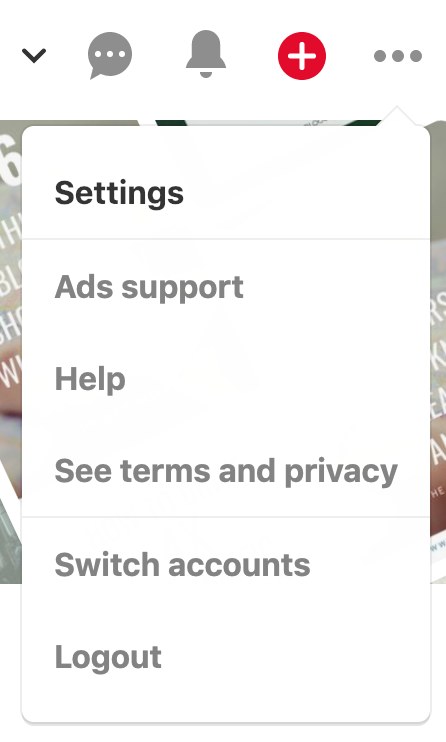 Settings
Ads support
Help
See terms and privacy
Switch accounts
Logout